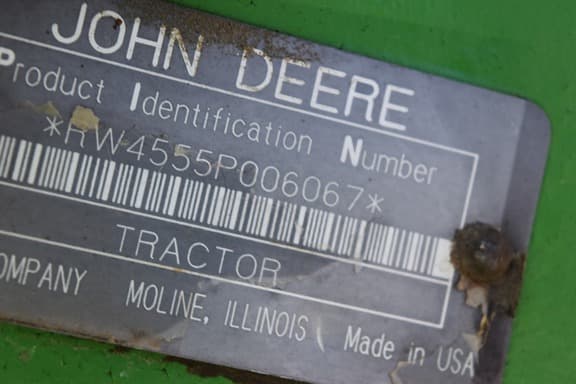 JOHN DEERE
Product Identification Number
*RW4555P006067*
TRACTOR
OMPANY MOLINE, ILLINOIS Made in USA